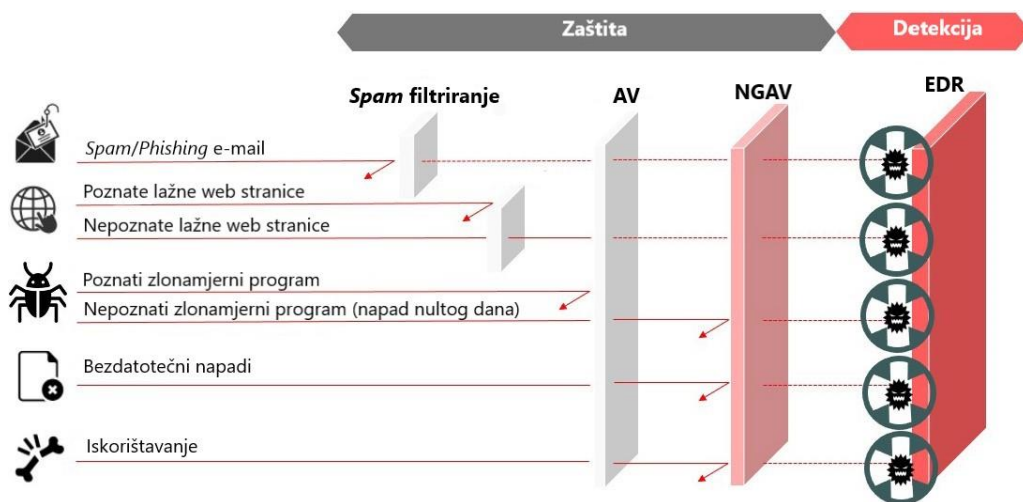 Zaštita
Detekcija
Spam filtriranje
AV
NGAV
EDR
Spam/Phishing e-mail
Poznate lažne web stranice
Nepoznate lažne web stranice
Poznati zlonamjerni program
Nepoznati zlonamjerni program (napad nultog dana)
Bezdatotečni napadi
Iskorištavanje